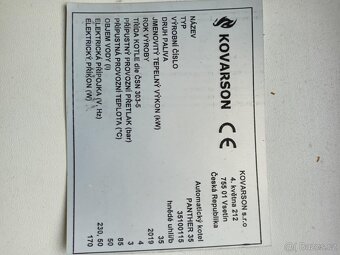 KOVARSON CE
KOVARSON s.r.o
4. května 212
755 01 Vsetín
Česká Republika
NÁZEV Automatický kotel
TYP PANTHER 35
VÝROBNÍ ČÍSLO 35100115
DRUH PALIVA hnědé uhlí/b
JMENOVITÝ TEPELNÝ VÝKON (kW) 35
ROK VÝROBY 2019
TŘÍDA KOTLE dle ČSN 303-5 3
PŘÍPUSTNÝ PROVOZNÍ PŘETLAK (bar)
PŘÍPUSTNÁ PROVOZNÍ TEPLOTA (°C) 85
OBJEM VODY (l) 50
ELEKTRICKÁ PŘÍPOJKA (V, Hz) 230, 50
ELEKTRICKÝ PŘÍKON (W) 170